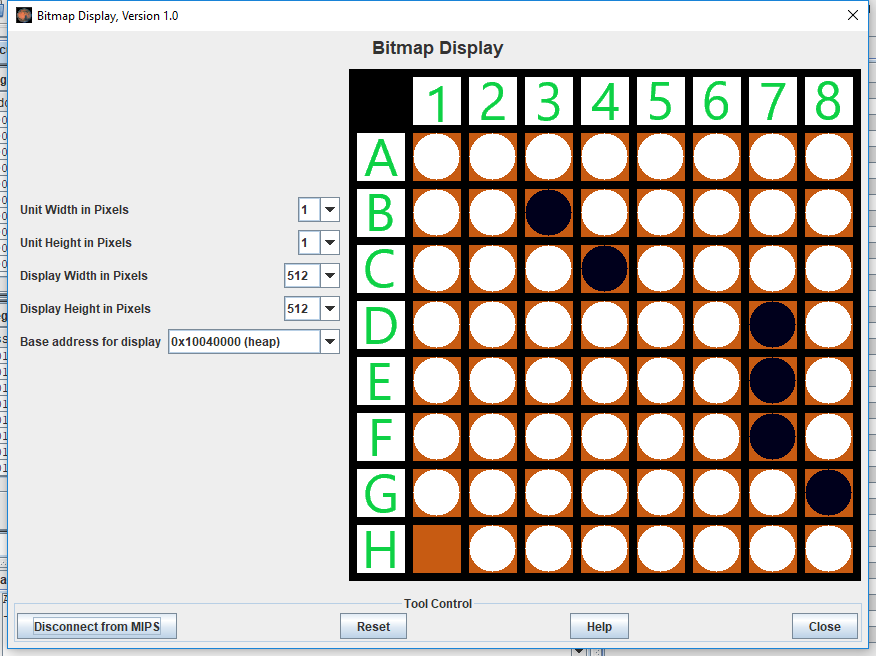 Bitmap Display, Version 1.0
Bitmap Display
1 2 3 4 5 6 7 8
A
B
C
D
E
F
G
H
Unit Width in Pixels 1
Unit Height in Pixels 1
Display Width in Pixels 512
Display Height in Pixels 512
Base address for display 0x10040000 (heap)
Tool Control
Disconnect from MIPS Reset Help Close